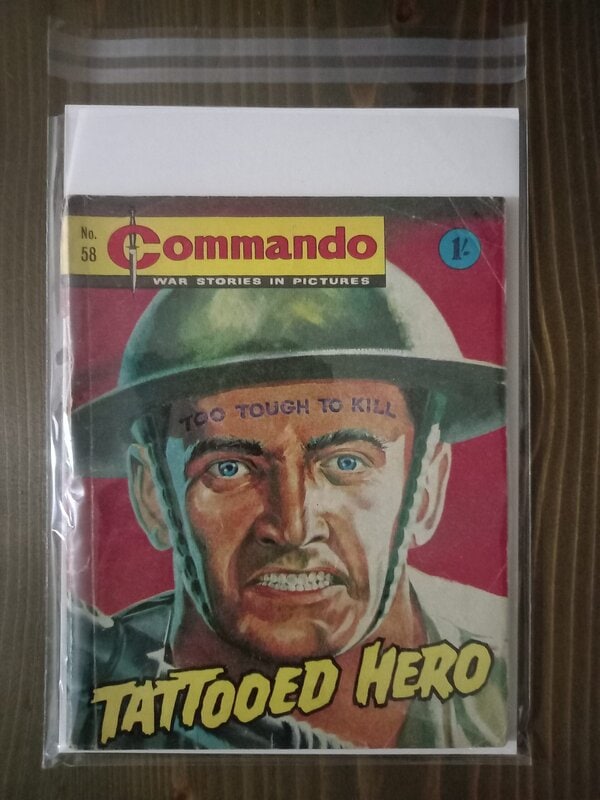 No.
58
Commando
1/-
WAR STORIES IN PICTURES
TOO TOUGH TO KILL
TATTOOED HERO